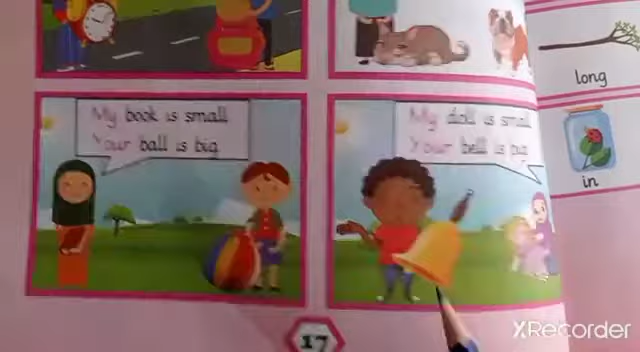 My book is small
Your ball is big
My doll is small
Your bell is big
long
in
17
XRecorder